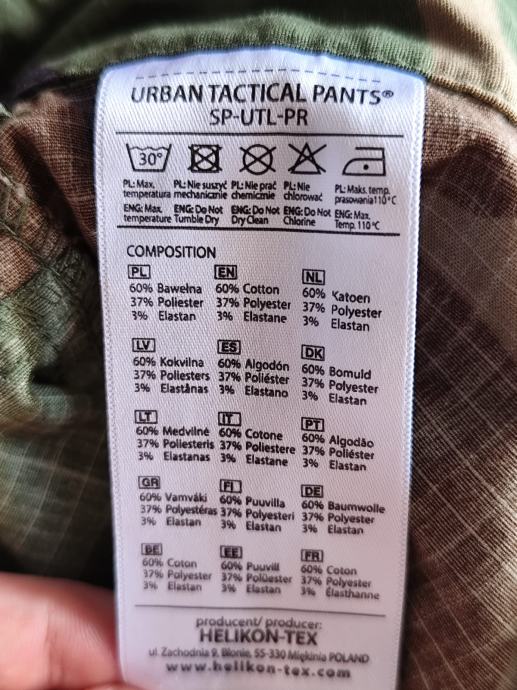 URBAN TACTICAL PANTS®
SP-UTL-PR
30°
PL: Max. temperatura
PL: Nie suszyć mechanicznie
PL: Nie prać chemicznie
PL: Nie chlorować
PL: Maks. temp. prasowania 110°C
ENG: Max. temperature
ENG: Do Not Tumble Dry
ENG: Do Not Dry Clean
ENG: Do Not Chlorine
ENG: Max. Temp. 110°C
COMPOSITION
PL
60% Bawełna
37% Poliester
3% Elastan
EN
60% Cotton
37% Polyester
3% Elastane
NL
60% Katoen
37% Polyester
3% Elastan
LV
60% Kokvilna
37% Poliesters
3% Elastānas
ES
60% Algodón
37% Poliéster
3% Elastano
DK
60% Bomuld
37% Polyester
3% Elastan
LT
60% Medvilnė
37% Poliesteris
3% Elastanas
IT
60% Cotone
37% Poliestere
3% Elastane
PT
60% Algodão
37% Poliéster
3% Elastan
GR
60% Vamváki
37% Polyestéras
3% Elastan
FI
60% Puuvilla
37% Polyesteri
3% Elastan
DE
60% Baumwolle
37% Polyester
3% Elastan
BE
60% Coton
37% Polyester
3% Elastan
EE
60% Puuvill
37% Polüester
3% Elastan
FR
60% Coton
37% Polyester
3% Élasthanne
producent/ producer:
HELIKON-TEX
ul. Zachodnia 9, Błonie, 55-330 Miękinia POLAND
www.helikon-tex.com